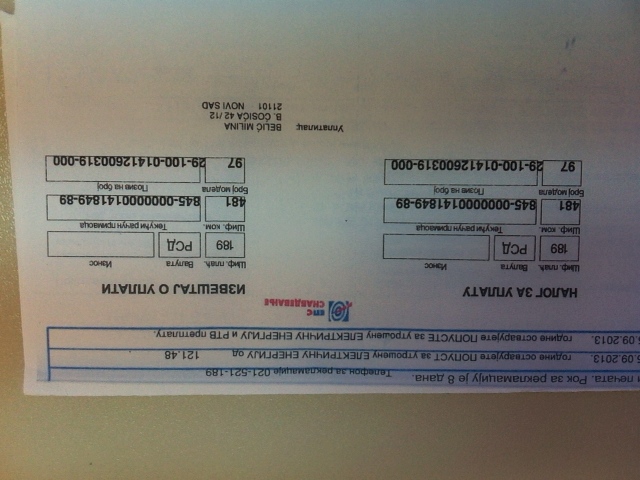 печата. Рок за рекламацију је 8 дана. Телефон за рекламације 021-521-189
5.09.2013. године остварујете ПОПУСТ за утрошену ЕЛЕКТРИЧНУ ЕНЕРГИЈУ од 121.48
5.09.2013. године остварујете ПОПУСТЕ за утрошену ЕЛЕКТРИЧНУ ЕНЕРГИЈУ и РТВ претплату.
ЕПС
СНАБДЕВАЊЕ
НАЛОГ ЗА УПЛАТУ
Шиф. плаћ. Валута Износ
189 РСД
Шиф. ком. Текући рачун примаоца
481 845-0000000141849-89
Број модела Позив на број
97 29-100-01412600319-000
ИЗВЕШТАЈ О УПЛАТИ
Шиф. плаћ. Валута Износ
189 РСД
Шиф. ком. Текући рачун примаоца
481 845-0000000141849-89
Број модела Позив на број
97 29-100-01412600319-000
Уплатилац: BELIĆ MILINA
B. ĆOSIĆA 42 /12
21101 NOVI SAD